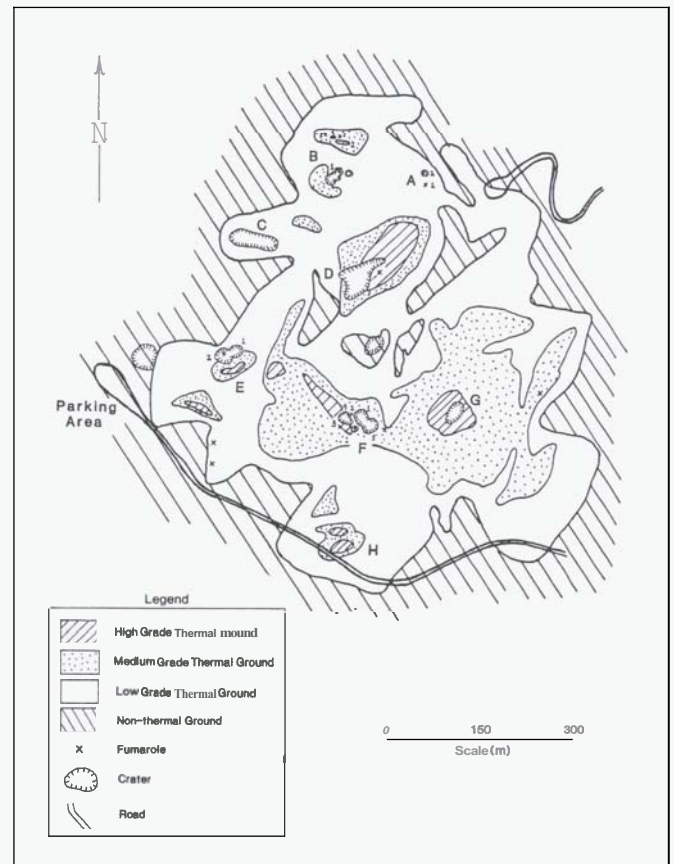 N
B
A
C
D
E
G
F
H
Parking
Area
Legend
High Grade Thermal mound
Medium Grade Thermal Ground
Low Grade Thermal Ground
Non-thermal Ground
x Fumarole
Crater
Road
0 150 300
Scale (m)